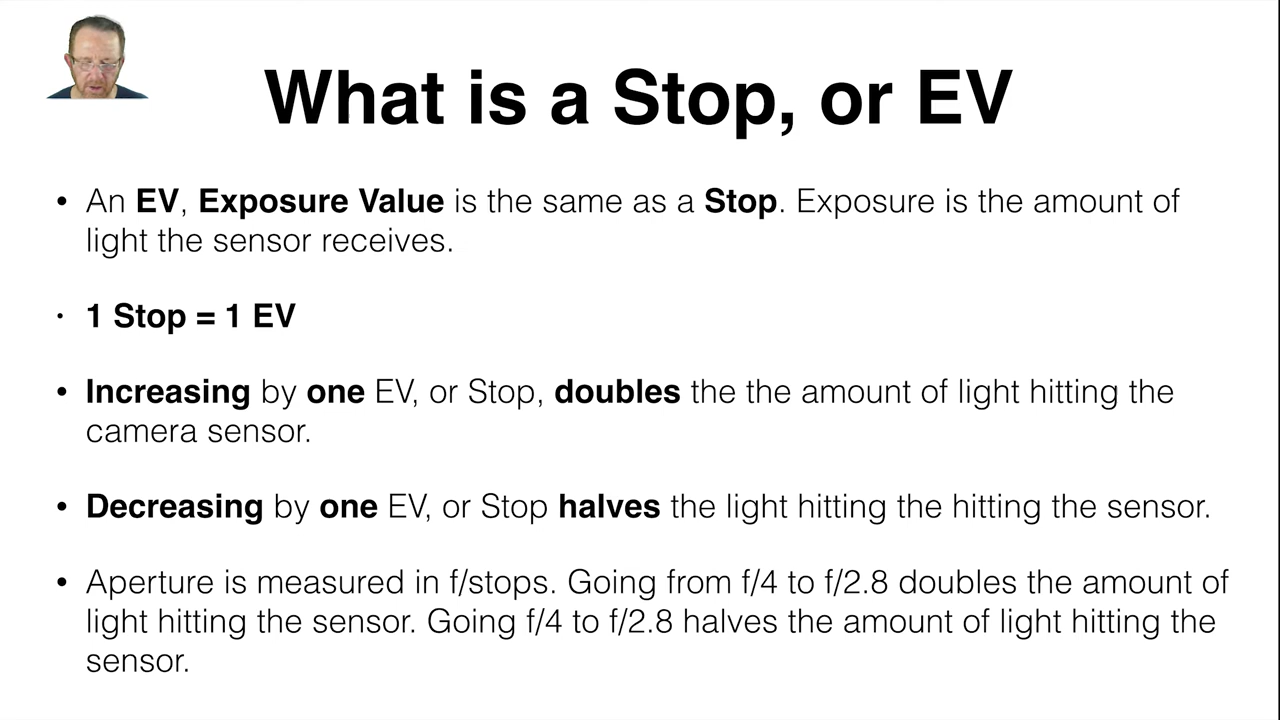 What is a Stop, or EV
• An EV, Exposure Value is the same as a Stop. Exposure is the amount of
light the sensor receives.
• 1 Stop = 1 EV
• Increasing by one EV, or Stop, doubles the the amount of light hitting the
camera sensor.
• Decreasing by one EV, or Stop halves the light hitting the hitting the sensor.
• Aperture is measured in f/stops. Going from f/4 to f/2.8 doubles the amount of
light hitting the sensor. Going f/4 to f/2.8 halves the amount of light hitting the
sensor.